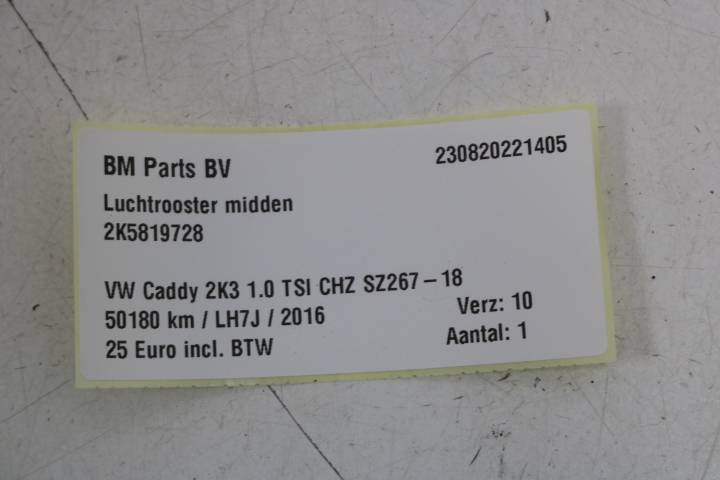 BM Parts BV 230820221405
Luchtrooster midden
2K5819728
VW Caddy 2K3 1.0 TSI CHZ SZ267 – 18
50180 km / LH7J / 2016 Verz: 10
25 Euro incl. BTW Aantal: 1